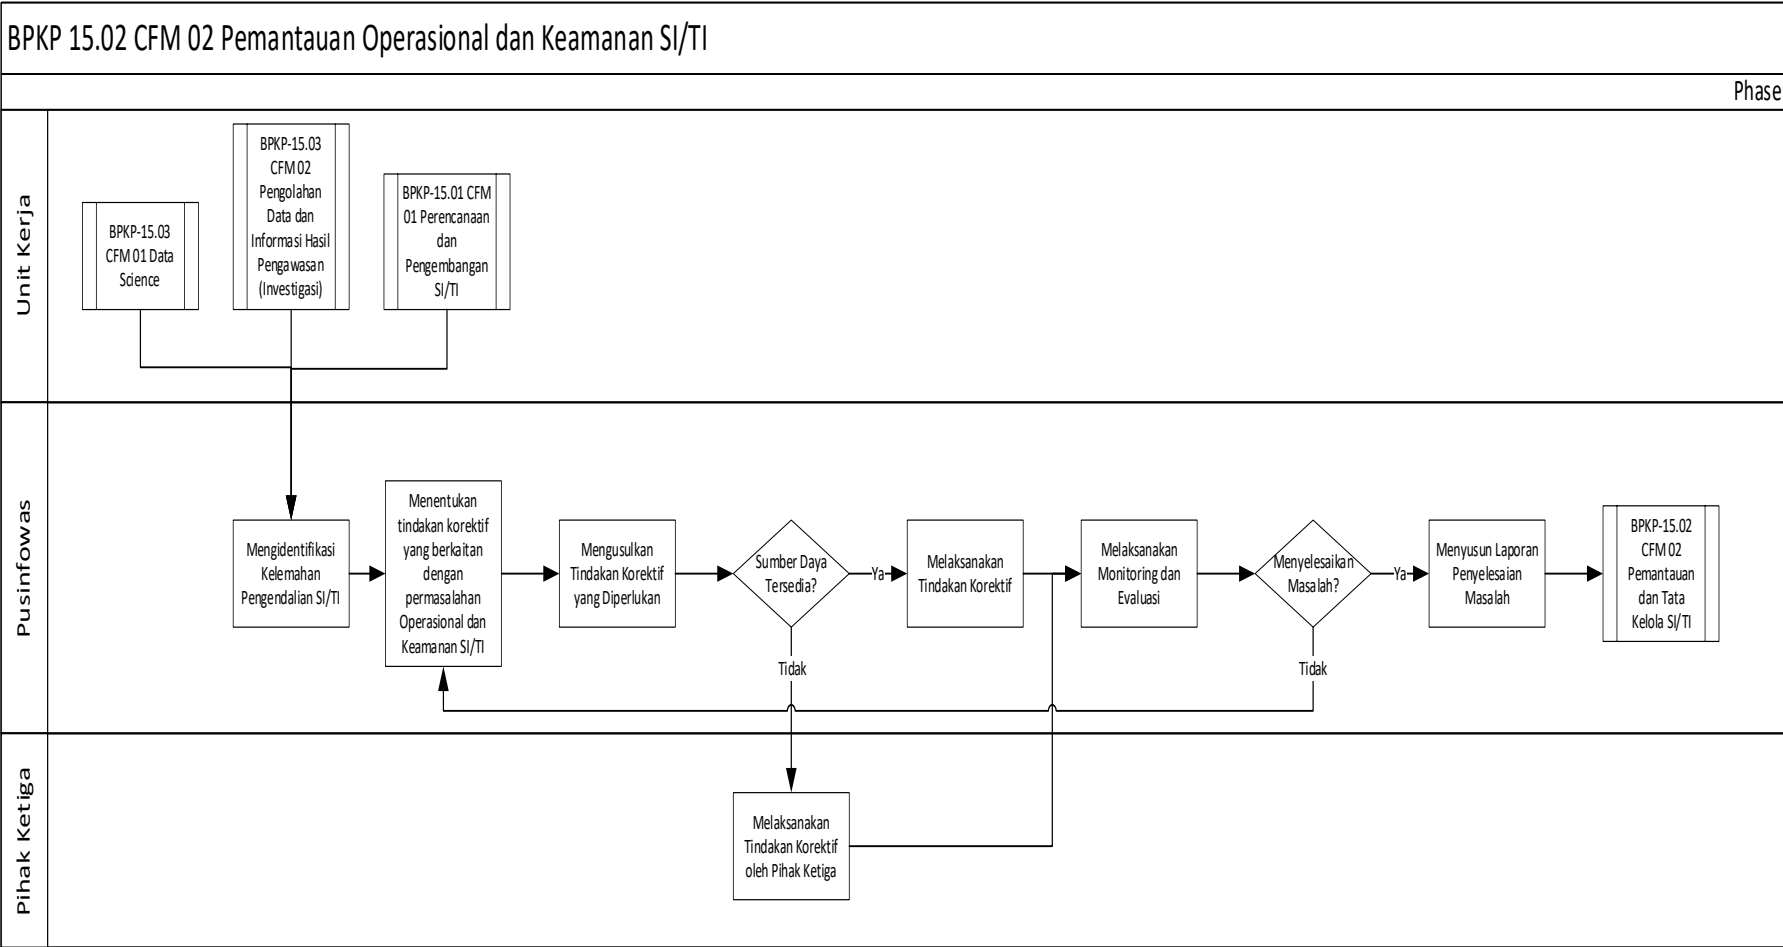 BPKP 15.02 CFM 02 Pemantauan Operasional dan Keamanan SI/TI
Phase
Unit Kerja
BPKP-15.03
CFM 01 Data
Science
BPKP-15.03
CFM 02
Pengolahan
Data dan
Informasi Hasil
Pengawasan
(Investigasi)
BPKP-15.01 CFM
01 Perencanaan
dan
Pengembangan
SI/TI
Pusinfowas
Mengidentifikasi
Kelemahan
Pengendalian SI/TI
Menentukan
tindakan korektif
yang berkaitan
dengan
permasalahan
Operasional dan
Keamanan SI/TI
Mengusulkan
Tindakan Korektif
yang Diperlukan
Sumber Daya
Tersedia?
Ya
Tidak
Melaksanakan
Tindakan Korektif
Melaksanakan
Monitoring dan
Evaluasi
Menyelesaikan
Masalah?
Ya
Tidak
Menyusun Laporan
Penyelesaian
Masalah
BPKP-15.02
CFM 02
Pemantauan
dan Tata
Kelola SI/TI
Pihak Ketiga
Melaksanakan
Tindakan Korektif
oleh Pihak Ketiga